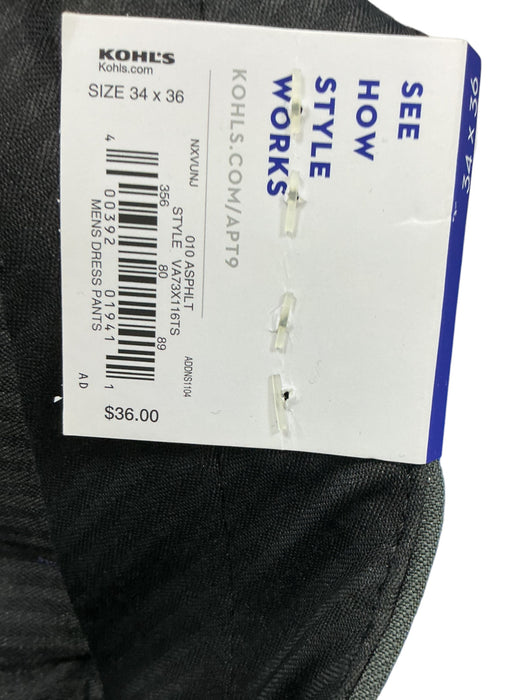 KOHL'S
Kohls.com
SIZE 34 x 36
NXVUNJ
010 ASPHLT
STYLE VA73X116TS
ADDNS1104
356 80 89
4 00392 01941 1
MENS DRESS PANTS
A D
$36.00
SEE
HOW
STYLE
WORKS
KOHLS.COM/APT9
34 x 36